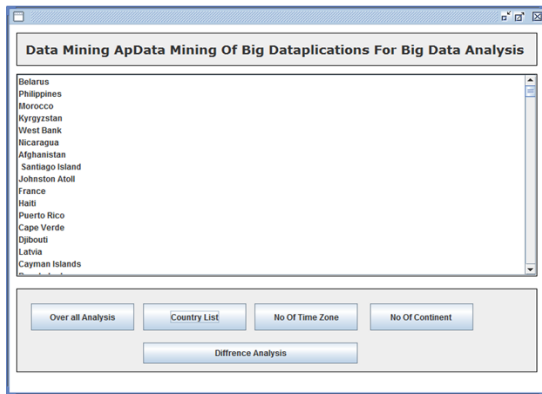 Data Mining ApData Mining Of Big Dataplications For Big Data Analysis
Belarus
Philippines
Morocco
Kyrgyzstan
West Bank
Nicaragua
Afghanistan
Santiago Island
Johnston Atoll
France
Haiti
Puerto Rico
Cape Verde
Djibouti
Latvia
Cayman Islands
Over all Analysis
Country List
No Of Time Zone
No Of Continent
Diffrence Analysis